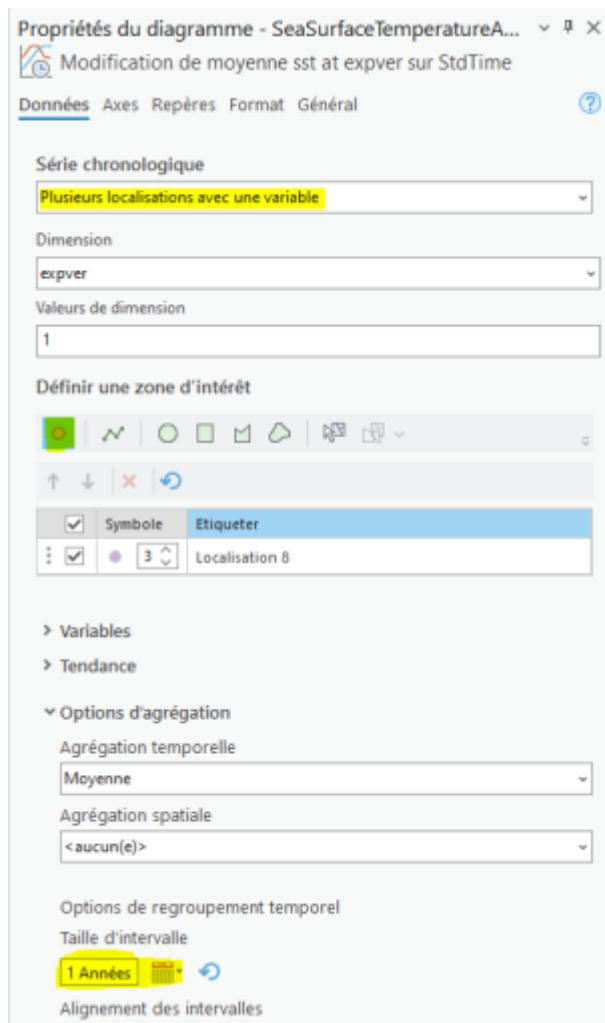 Propriétés du diagramme - SeaSurfaceTemperatureA...
Modification de moyenne sst at expver sur StdTime
Données Axes Repères Format Général
Série chronologique
Plusieurs localisations avec une variable
Dimension
expver
Valeurs de dimension
1
Définir une zone d'intérêt
Symbole Etiqueter
3 Localisation 8
Variables
Tendance
Options d'agrégation
Agrégation temporelle
Moyenne
Agrégation spatiale
<aucun(e)>
Options de regroupement temporel
Taille d'intervalle
1 Années
Alignement des intervalles